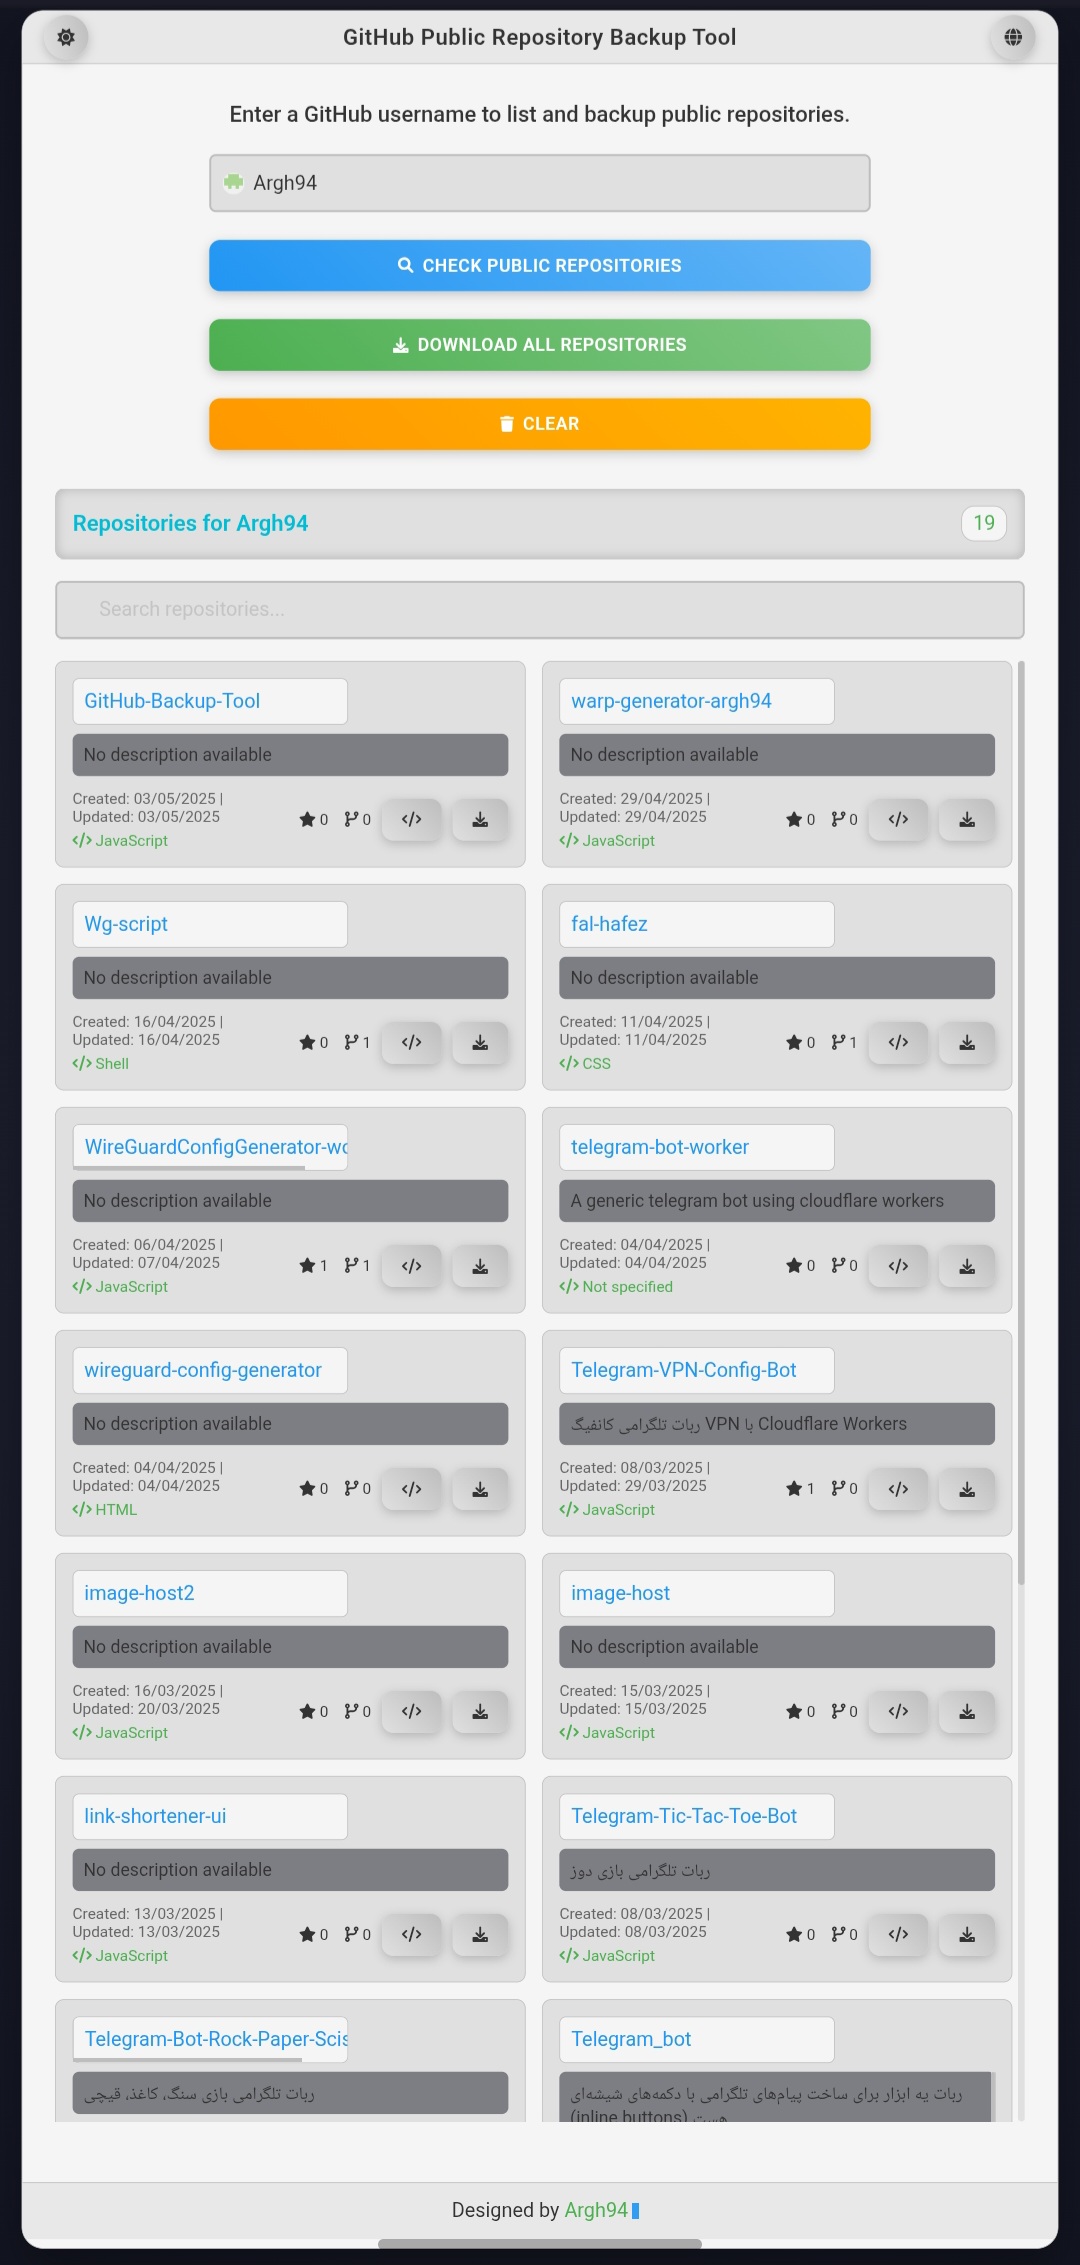 GitHub Public Repository Backup Tool
Enter a GitHub username to list and backup public repositories.
Argh94
CHECK PUBLIC REPOSITORIES
DOWNLOAD ALL REPOSITORIES
CLEAR
Repositories for Argh94
19
Search repositories...
GitHub-Backup-Tool
No description available
Created: 03/05/2025 |
Updated: 03/05/2025
0 0
JavaScript
warp-generator-argh94
No description available
Created: 29/04/2025 |
Updated: 29/04/2025
0 0
JavaScript
Wg-script
No description available
Created: 16/04/2025 |
Updated: 16/04/2025
0 1
Shell
fal-hafez
No description available
Created: 11/04/2025 |
Updated: 11/04/2025
0 1
CSS
WireGuardConfigGenerator-wo
No description available
Created: 06/04/2025 |
Updated: 07/04/2025
1 1
JavaScript
telegram-bot-worker
A generic telegram bot using cloudflare workers
Created: 04/04/2025 |
Updated: 04/04/2025
0 0
Not specified
wireguard-config-generator
No description available
Created: 04/04/2025 |
Updated: 04/04/2025
0 0
HTML
Telegram-VPN-Config-Bot
ربات تلگرامی کانفیگ VPN با Cloudflare Workers
Created: 08/03/2025 |
Updated: 29/03/2025
1 0
JavaScript
image-host2
No description available
Created: 16/03/2025 |
Updated: 20/03/2025
0 0
JavaScript
image-host
No description available
Created: 15/03/2025 |
Updated: 15/03/2025
0 0
JavaScript
link-shortener-ui
No description available
Created: 13/03/2025 |
Updated: 13/03/2025
0 0
JavaScript
Telegram-Tic-Tac-Toe-Bot
ربات تلگرامی بازی دوز
Created: 08/03/2025 |
Updated: 08/03/2025
0 0
JavaScript
Telegram-Bot-Rock-Paper-Scis
ربات تلگرامی بازی سنگ، کاغذ، قیچی
Telegram_bot
ربات یه ابزار برای ساخت پیام‌های تلگرامی با دکمه‌های شیشه‌ای
(inline buttons) هست
Designed by Argh94